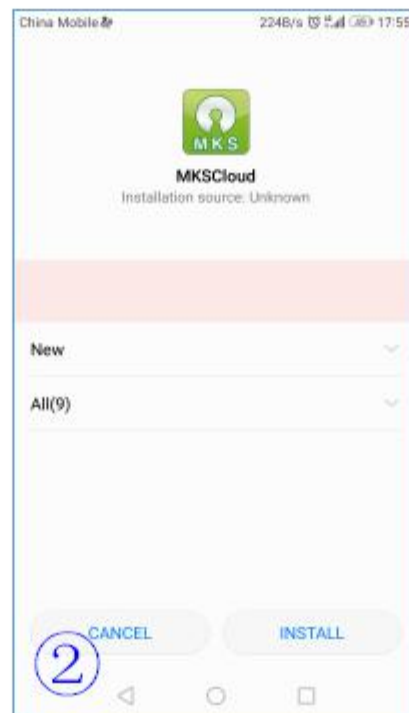 China Mobile 224B/s 17:55
MKS
MKSCloud
Installation source: Unknown
New
All(9)
CANCEL INSTALL
②